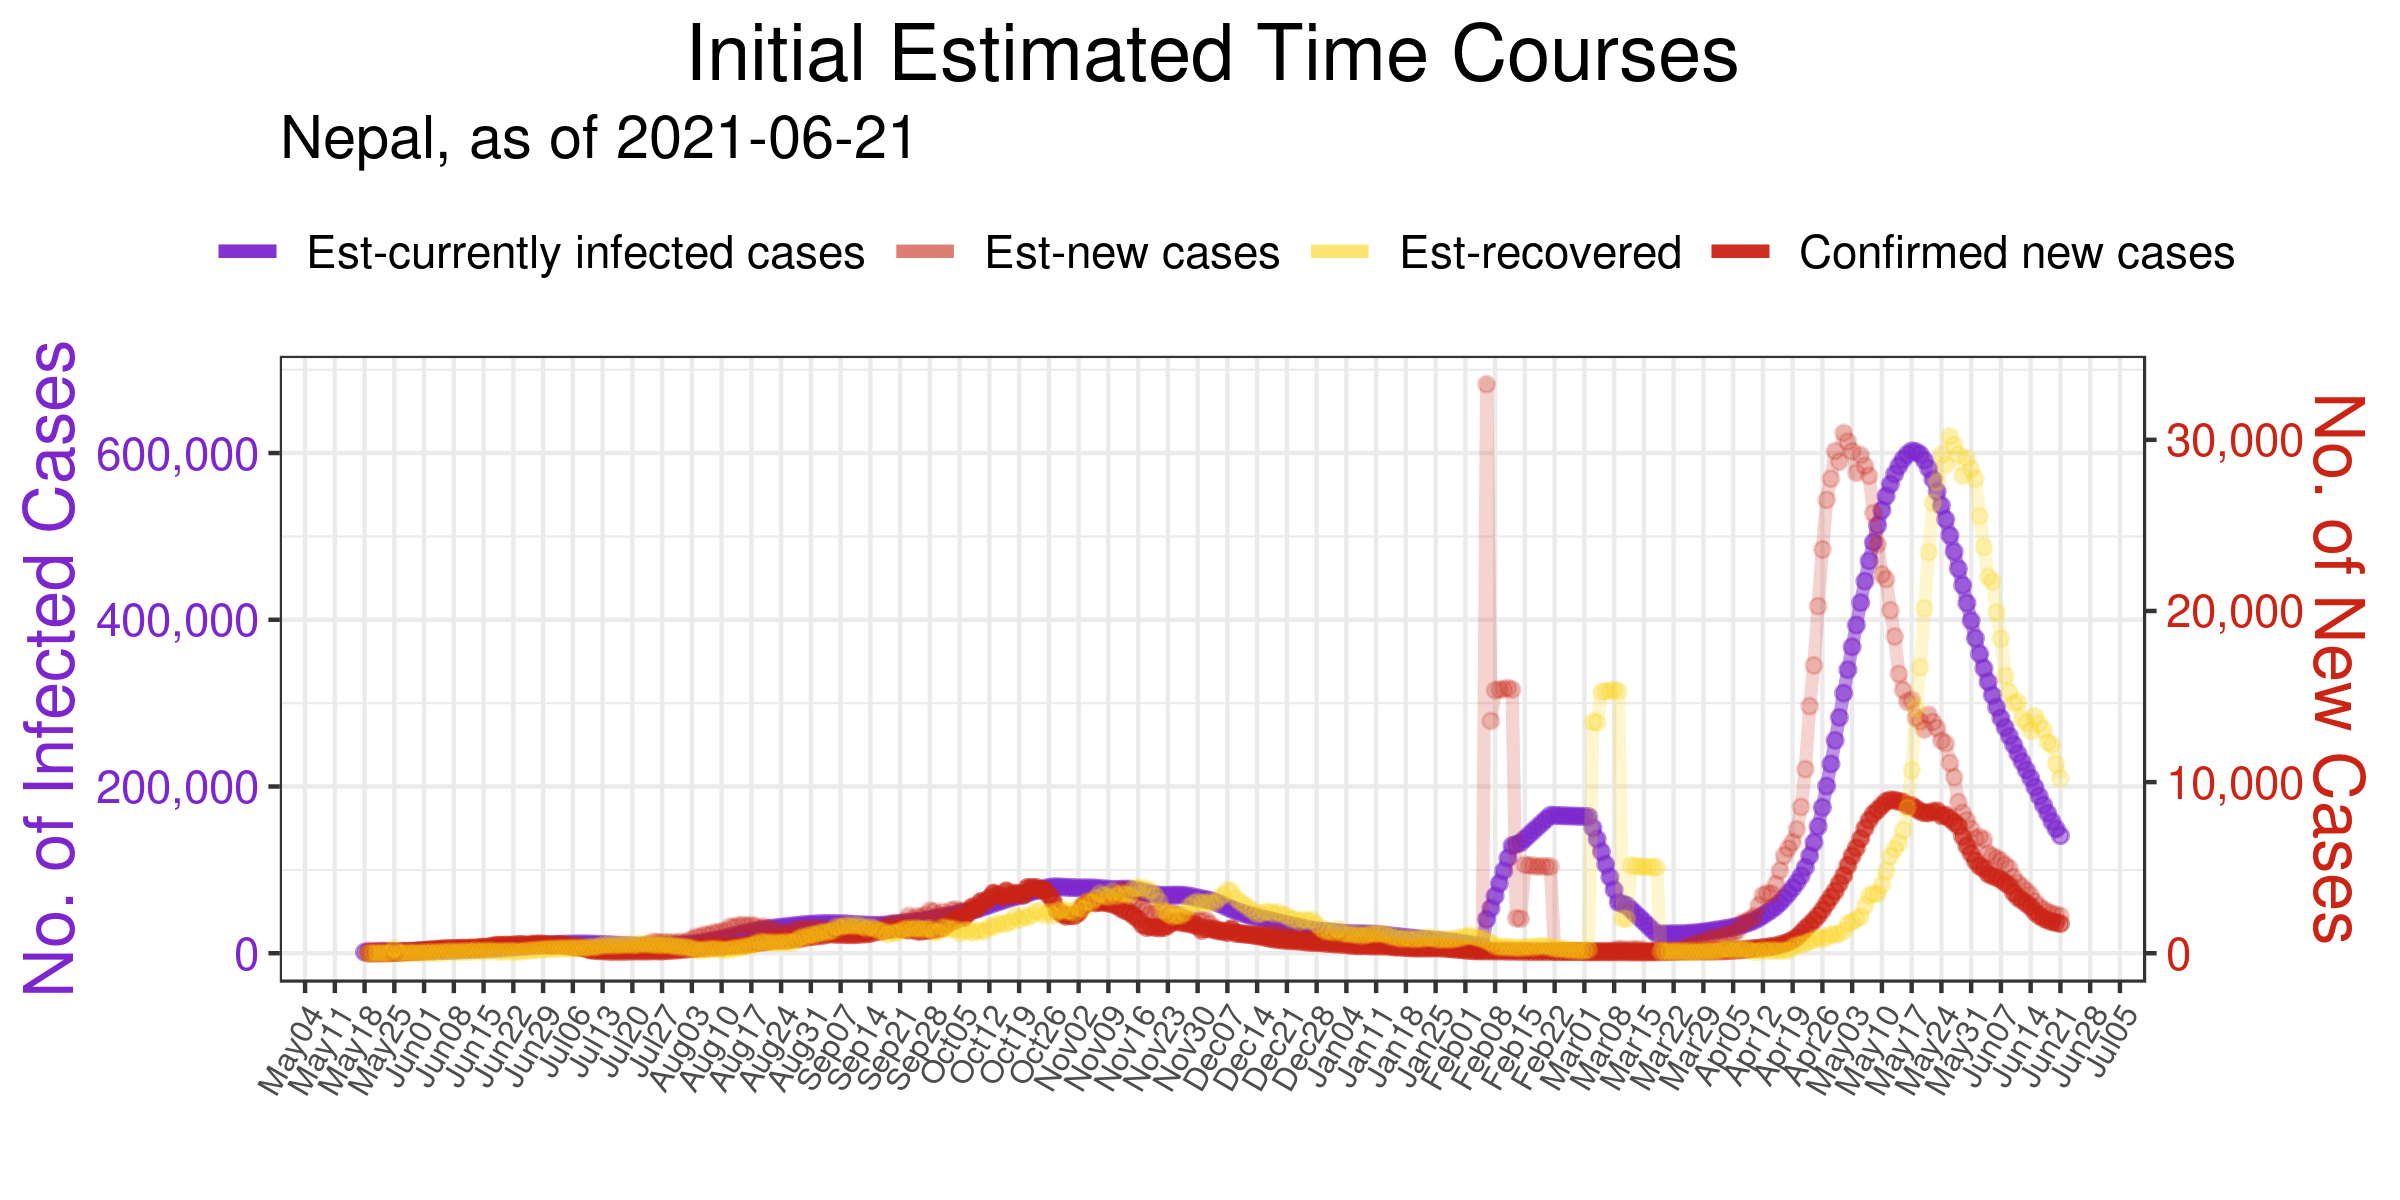 Initial Estimated Time Courses
Nepal, as of 2021-06-21
Est-currently infected cases Est-new cases Est-recovered Confirmed new cases
No. of Infected Cases
600,000
400,000
200,000
0
30,000
20,000
10,000
0
No. of New Cases
May04 May11 May18 May25 Jun01 Jun08 Jun15 Jun22 Jun29 Jul06 Jul13 Jul20 Jul27 Aug03 Aug10 Aug17 Aug24 Aug31 Sep07 Sep14 Sep21 Sep28 Oct05 Oct12 Oct19 Oct26 Nov02 Nov09 Nov16 Nov23 Nov30 Dec07 Dec14 Dec21 Dec28 Jan04 Jan11 Jan18 Jan25 Feb01 Feb08 Feb15 Feb22 Mar01 Mar08 Mar15 Mar22 Mar29 Apr05 Apr12 Apr19 Apr26 May03 May10 May17 May24 May31 Jun07 Jun14 Jun21 Jun28 Jul05